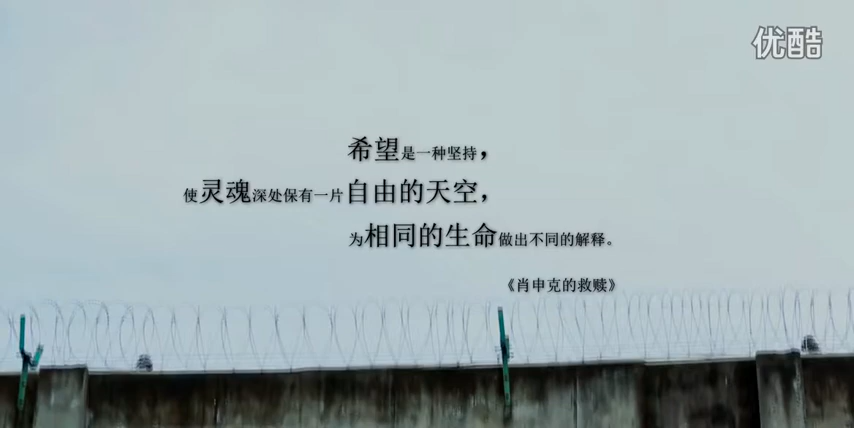 优酷
希望是一种坚持，
使灵魂深处保有一片自由的天空，
为相同的生命做出不同的解释。
《肖申克的救赎》